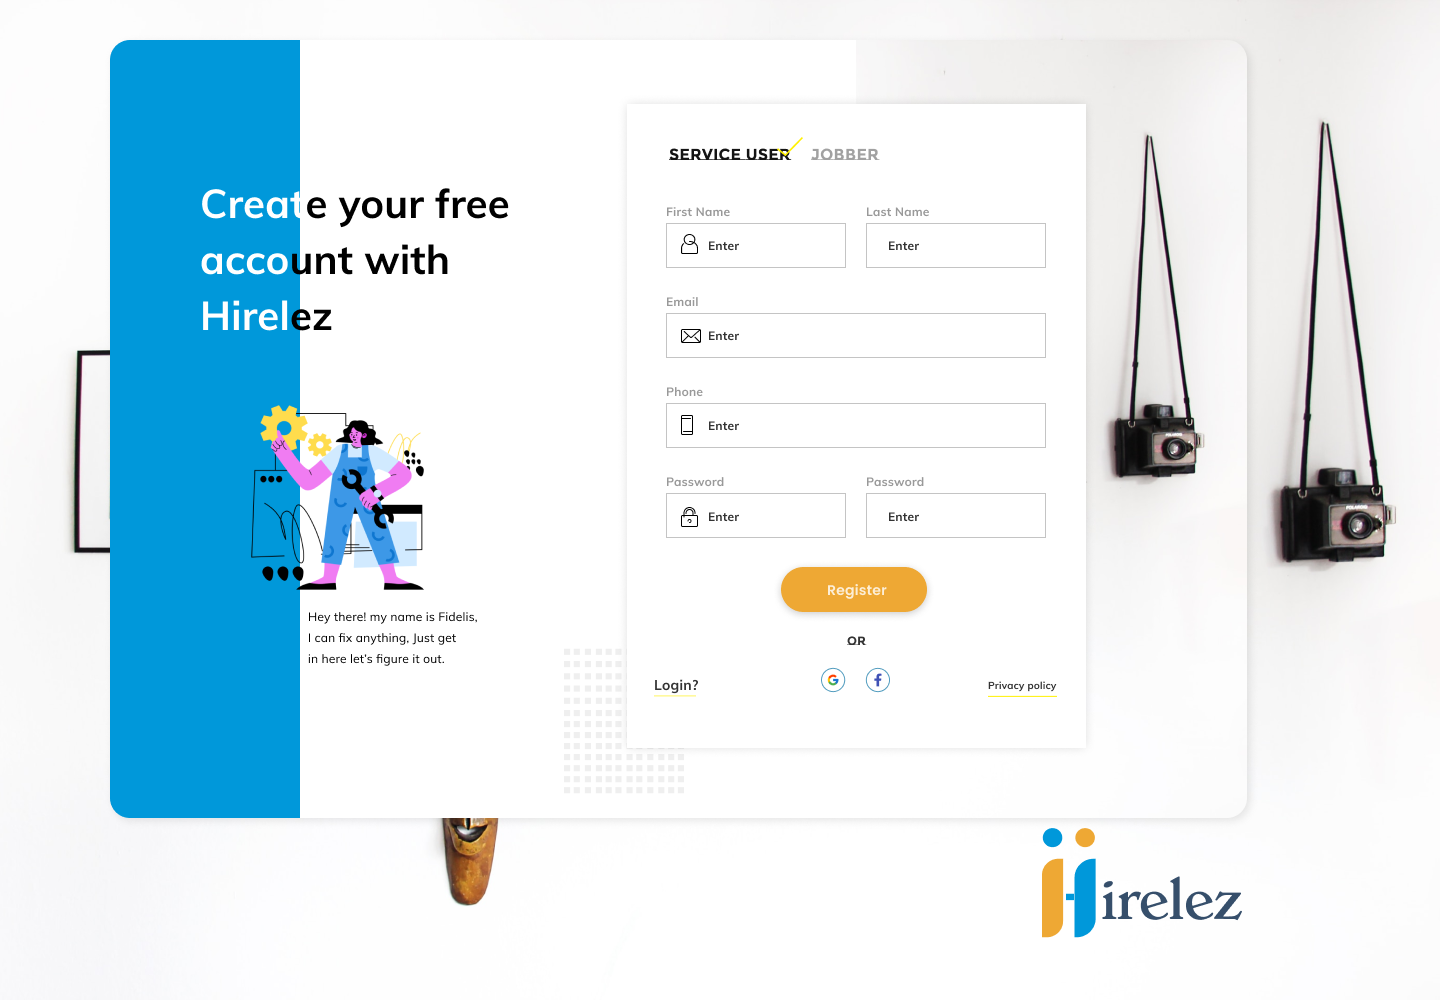 Create your free
account with
Hirelez
Hey there! my name is Fidelis,
I can fix anything, Just get
in here let's figure it out.
SERVICE USER
JOBBER
First Name
Last Name
Enter
Enter
Email
Enter
Phone
Enter
Password
Password
Enter
Enter
Register
OR
Login?
Privacy policy
POLAROID
POLAROID
Hirelez